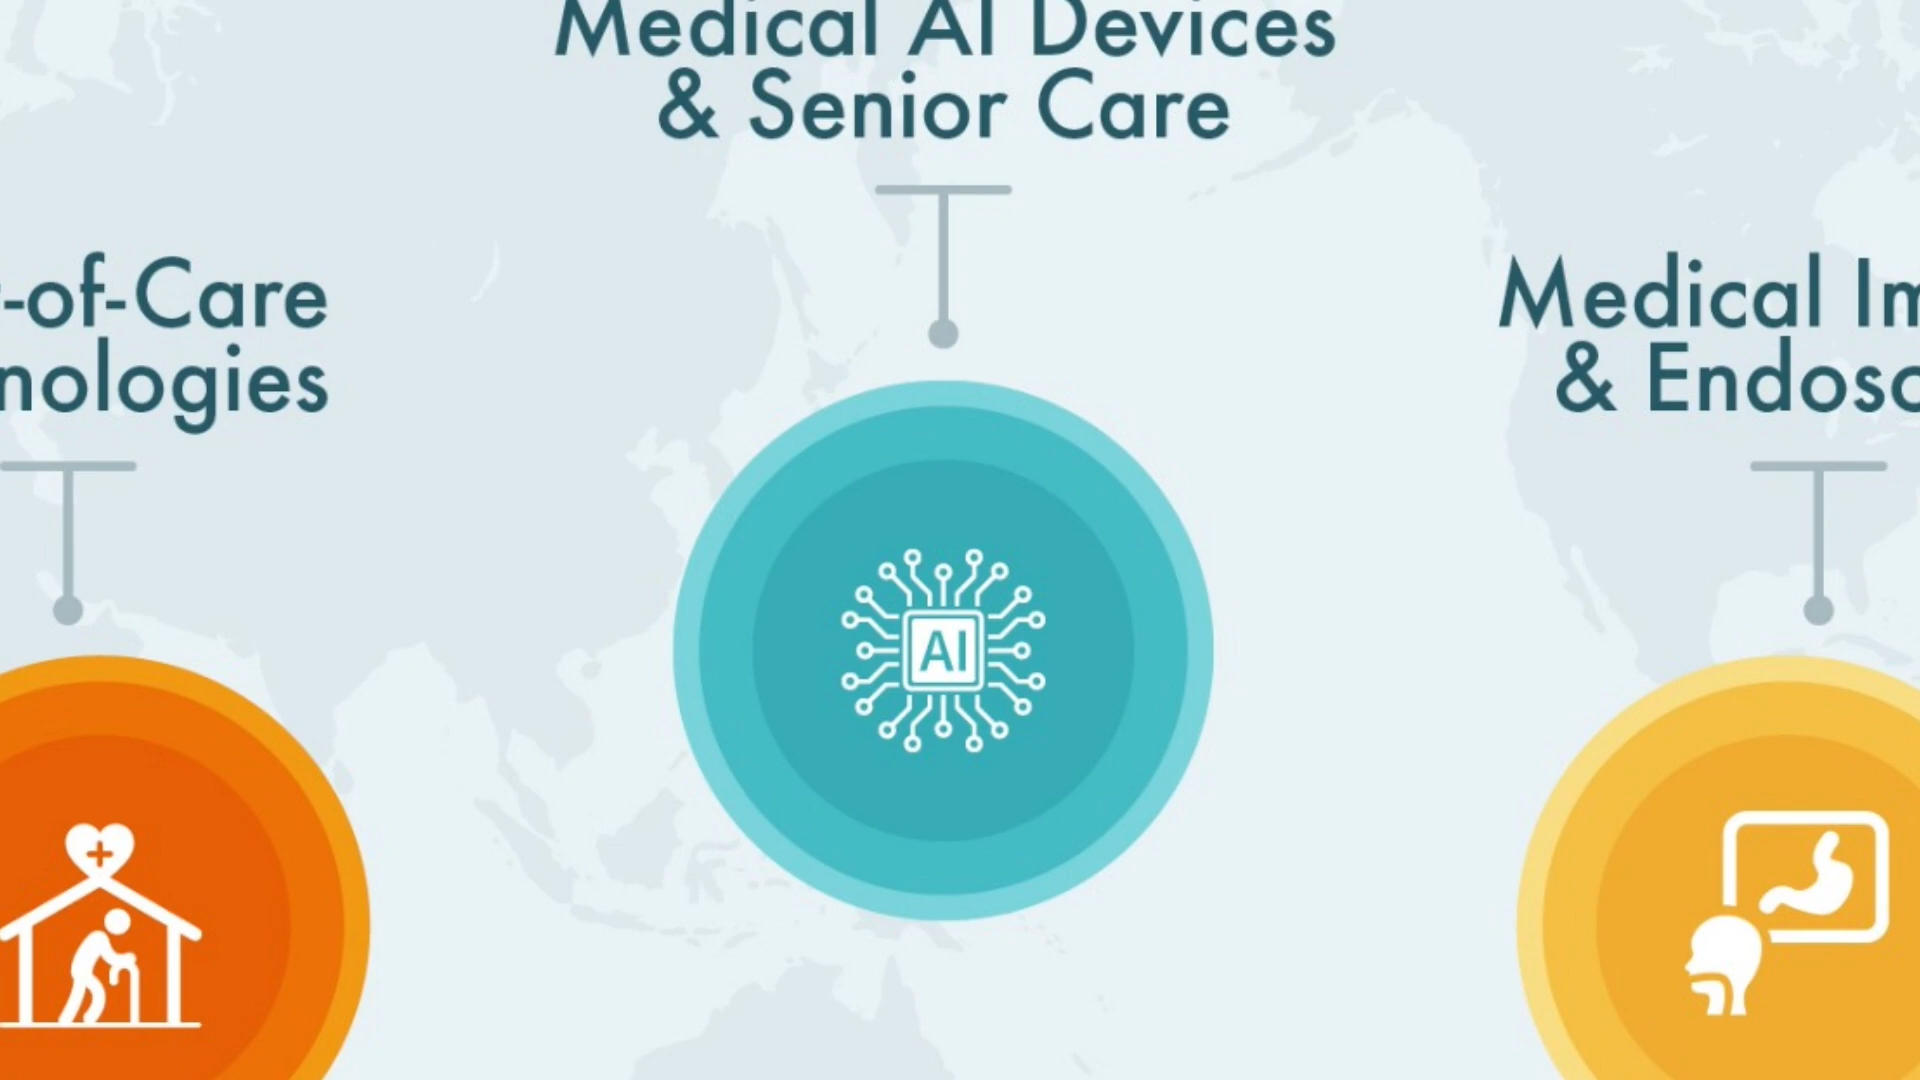 Medical AI Devices
& Senior Care
-of-Care
nologies
Medical Im
& Endosc
AI